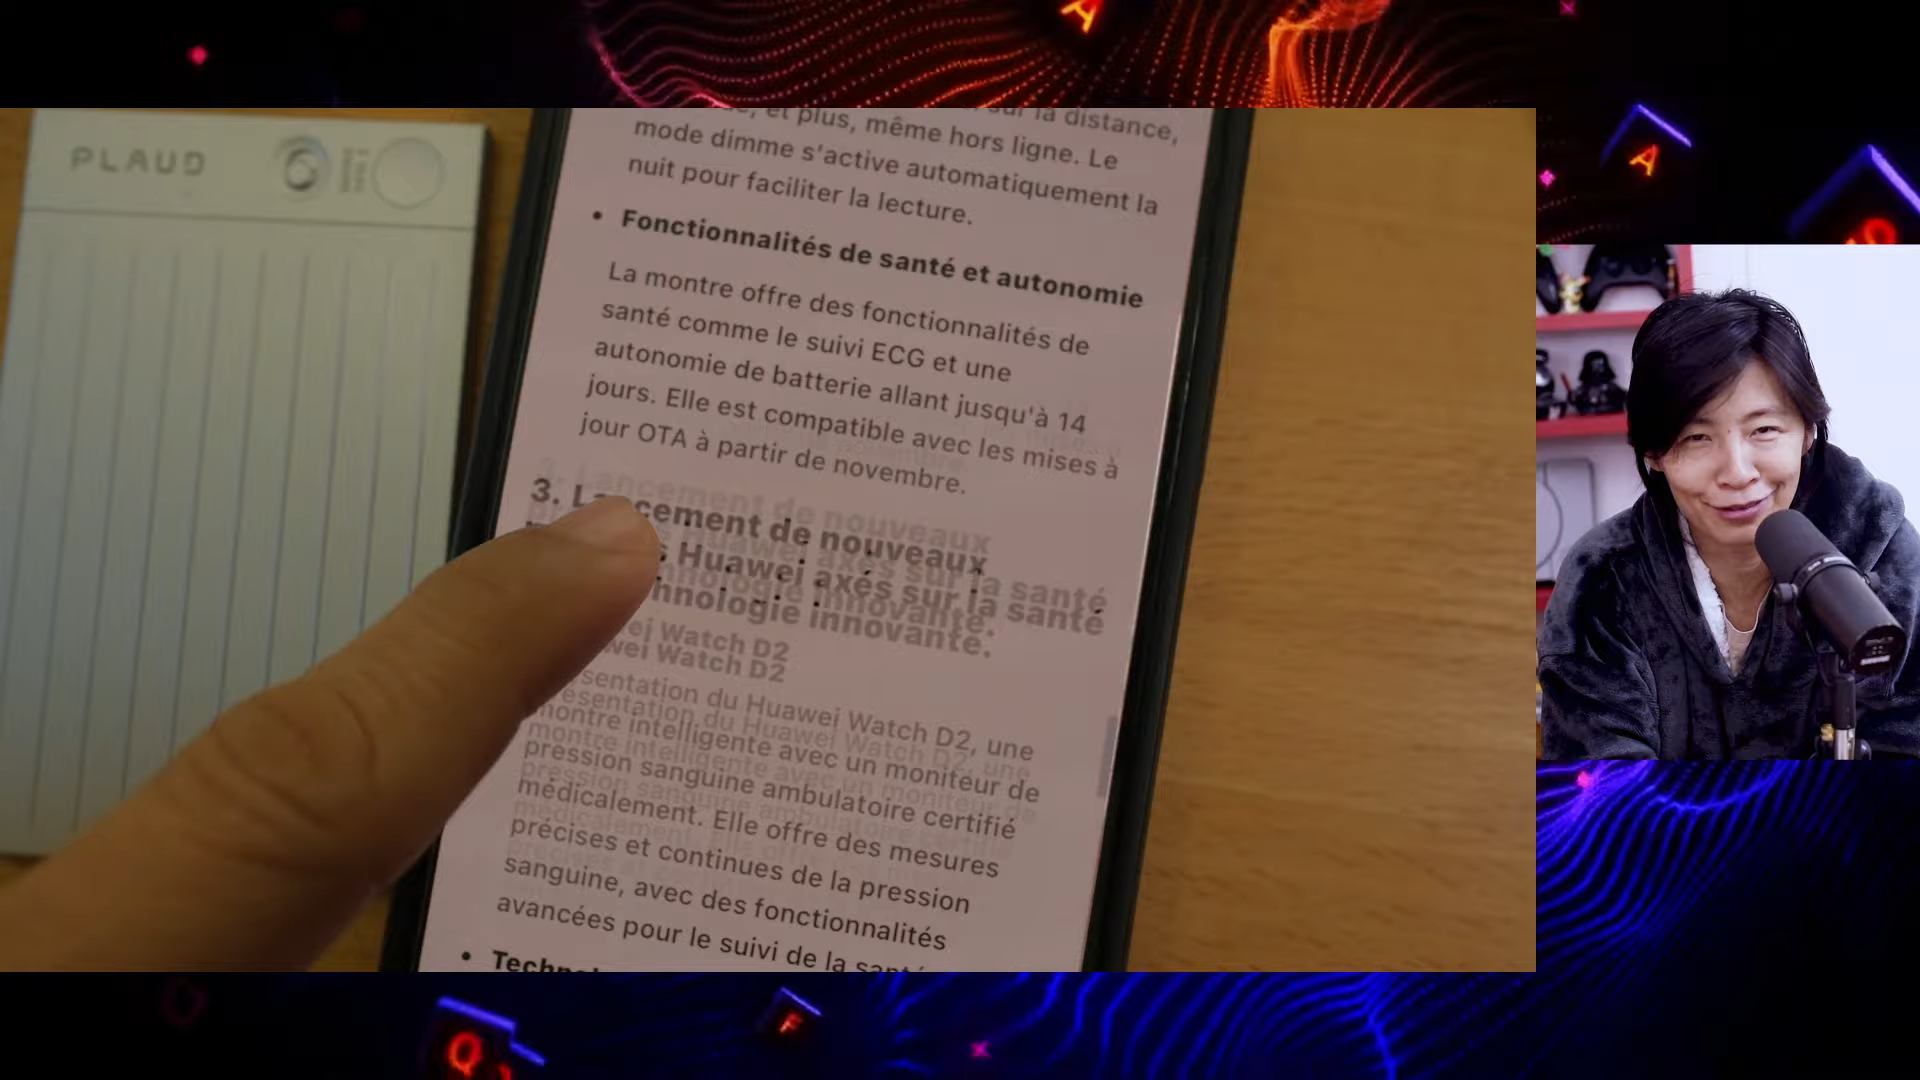 PLAUD
et plus, même hors ligne. Le
sur la distance,
mode dimme s'active automatiquement la
nuit pour faciliter la lecture.
• Fonctionnalités de santé et autonomie
La montre offre des fonctionnalités de
santé comme le suivi ECG et une
autonomie de batterie allant jusqu'à 14
jours. Elle est compatible avec les mises à
jour OTA à partir de novembre.
3. Lancement de nouveaux
Huawei axés sur la santé
innovante.
Watch D2
du Huawei Watch D2, une
montre intelligente avec un moniteur de
pression sanguine ambulatoire certifié
médicalement. Elle offre des mesures
précises et continues de la pression
sanguine, avec des fonctionnalités
avancées pour le suivi de la
A
A
Q
F